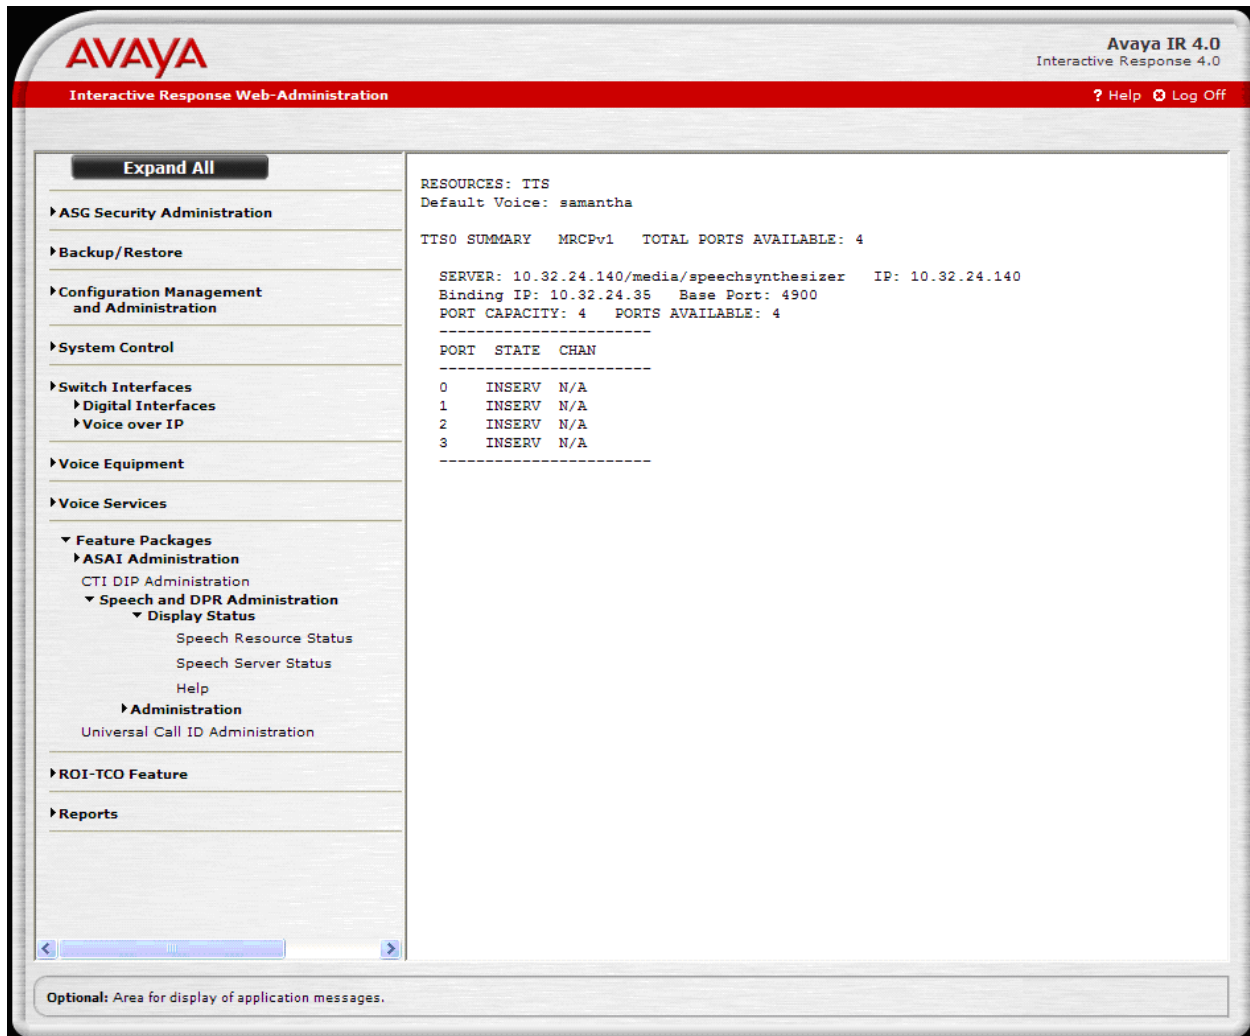 AVAYA
Avaya IR 4.0
Interactive Response 4.0
Interactive Response Web-Administration
? Help Log Off
Expand All
ASG Security Administration
Backup/Restore
Configuration Management
and Administration
System Control
Switch Interfaces
Digital Interfaces
Voice over IP
Voice Equipment
Voice Services
Feature Packages
ASAI Administration
CTI DIP Administration
Speech and DPR Administration
Display Status
Speech Resource Status
Speech Server Status
Help
Administration
Universal Call ID Administration
ROI-TCO Feature
Reports
RESOURCES: TTS
Default Voice: samantha
TTS0 SUMMARY MRCPv1 TOTAL PORTS AVAILABLE: 4
SERVER: 10.32.24.140/media/speechsynthesizer IP: 10.32.24.140
Binding IP: 10.32.24.35 Base Port: 4900
PORT CAPACITY: 4 PORTS AVAILABLE: 4
-----------------------
PORT STATE CHAN
-----------------------
0 INSERV N/A
1 INSERV N/A
2 INSERV N/A
3 INSERV N/A
-----------------------
Optional: Area for display of application messages.